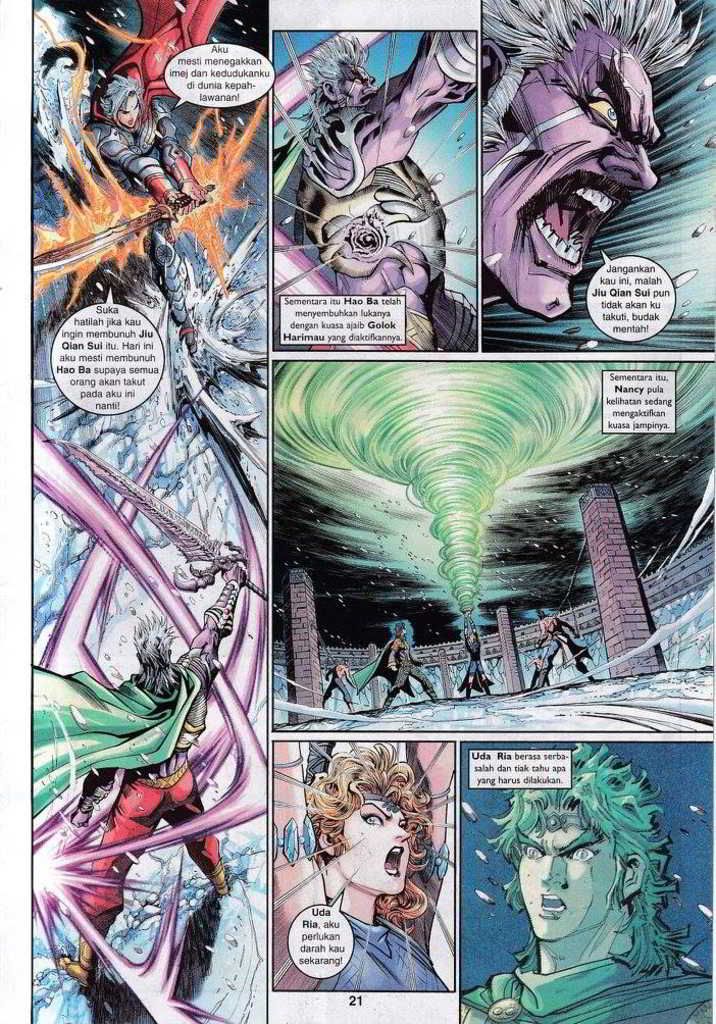 Aku
mesti menegakkan
imej dan kedudukanku
di dunia kepah-
lawanan!
Suka
hatilah jika kau
ingin membunuh Jiu
Qian Sui itu. Hari ini
aku mesti membunuh
Hao Ba supaya semua
orang akan takut
pada aku ini
nanti!
Sementara itu Hao Ba telah
menyembuhkan lukanya
dengan kuasa ajaib Golok
Harimau yang diaktifkannya.
Jangankan
kau ini, malah
Jiu Qian Sui pun
tidak akan ku
takuti, budak
mentah!
Sementara itu,
Nancy pula
kelihatan sedang
mengaktifkan
kuasa jampinya.
Uda
Ria, aku
perlukan
darah kau
sekarang!
Uda Ria berasa serba-
salah dan tiak tahu apa
yang harus dilakukan.
21